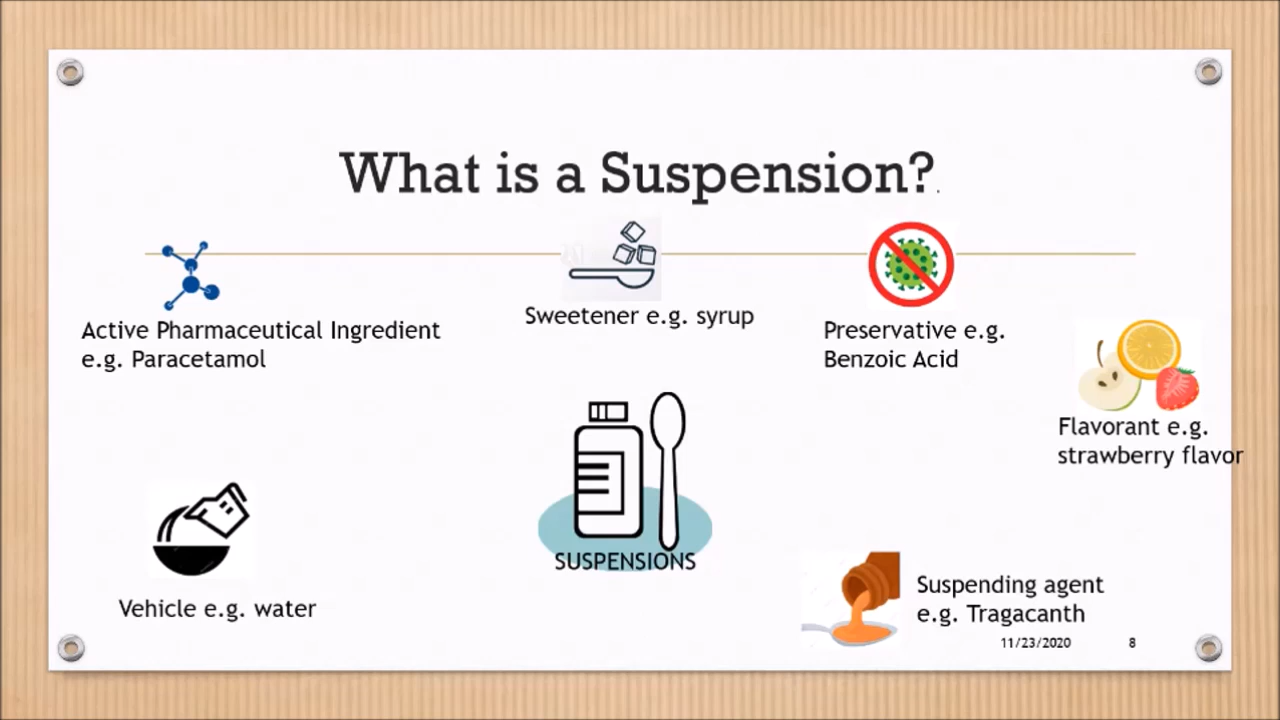 What is a Suspension?.
Active Pharmaceutical Ingredient
e.g. Paracetamol
Sweetener e.g. syrup
Preservative e.g.
Benzoic Acid
Flavorant e.g.
strawberry flavor
SUSPENSIONS
Vehicle e.g. water
Suspending agent
e.g. Tragacanth
11/23/2020
8